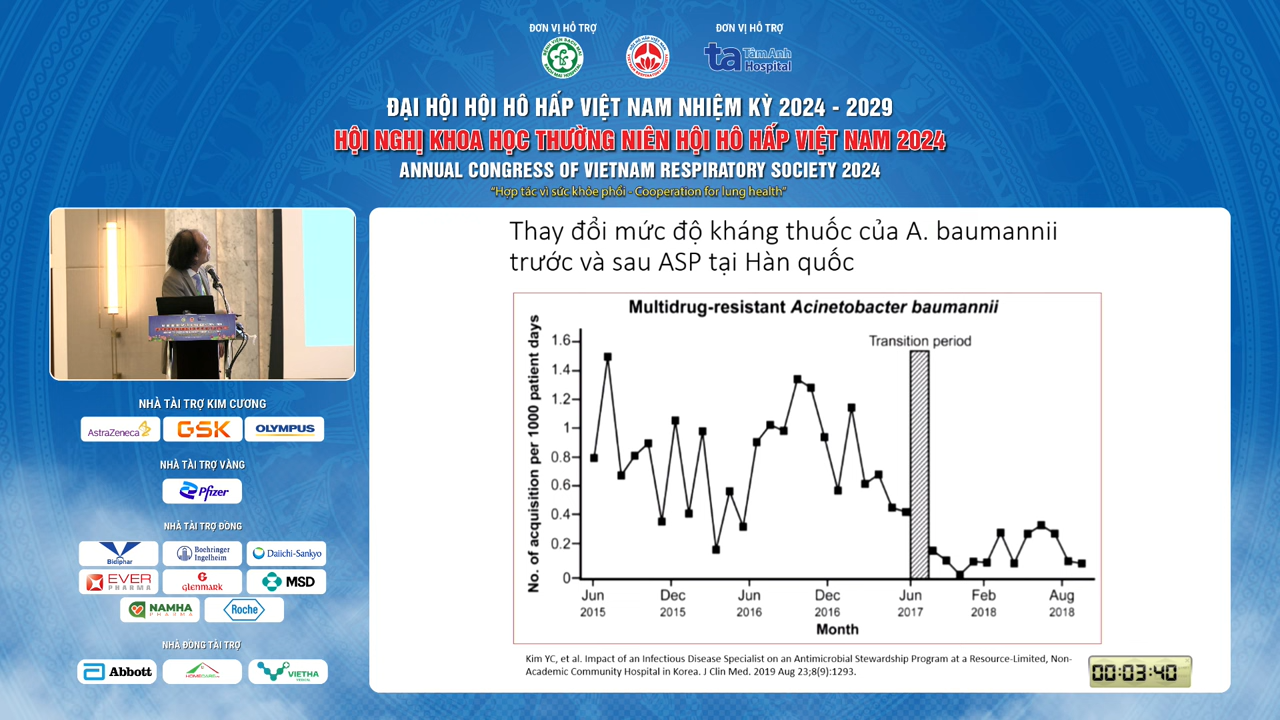 ĐƠN VỊ HỖ TRỢ
ĐƠN VỊ HỖ TRỢ
ta TâmAnh Hospital
ĐẠI HỘI HỘI HÔ HẤP VIỆT NAM NHIỆM KỲ 2024 - 2029
HỘI NGHỊ KHOA HỌC THƯỜNG NIÊN HỘI HÔ HẤP VIỆT NAM 2024
ANNUAL CONGRESS OF VIETNAM RESPIRATORY SOCIETY 2024
"Hợp tác vì sức khỏe phổi - Cooperation for lung health"
NHÀ TÀI TRỢ KIM CƯƠNG
AstraZeneca
GSK
OLYMPUS
NHÀ TÀI TRỢ VÀNG
Pfizer
NHÀ TÀI TRỢ ĐỒNG
Bidiphar
Boehringer Ingelheim
Daiichi-Sankyo
EVER PHARMA
GLENMARK
MSD
NAMHA PHARMA
Roche
NHÀ ĐỒNG TÀI TRỢ
Abbott
VIETHA
Thay đổi mức độ kháng thuốc của A. baumannii
trước và sau ASP tại Hàn quốc
Multidrug-resistant Acinetobacter baumannii
Transition period
No. of acquisition per 1000 patient days
1.6
1.4
1.2
1
0.8
0.6
0.4
0.2
0
Jun Dec Jun Dec Jun Feb Aug
2015 2015 2016 2016 2017 2018 2018
Month
Kim YC, et al. Impact of an Infectious Disease Specialist on an Antimicrobial Stewardship Program at a Resource-Limited, Non-
Academic Community Hospital in Korea. J Clin Med. 2019 Aug 23;8(9):1293.
00:03:40